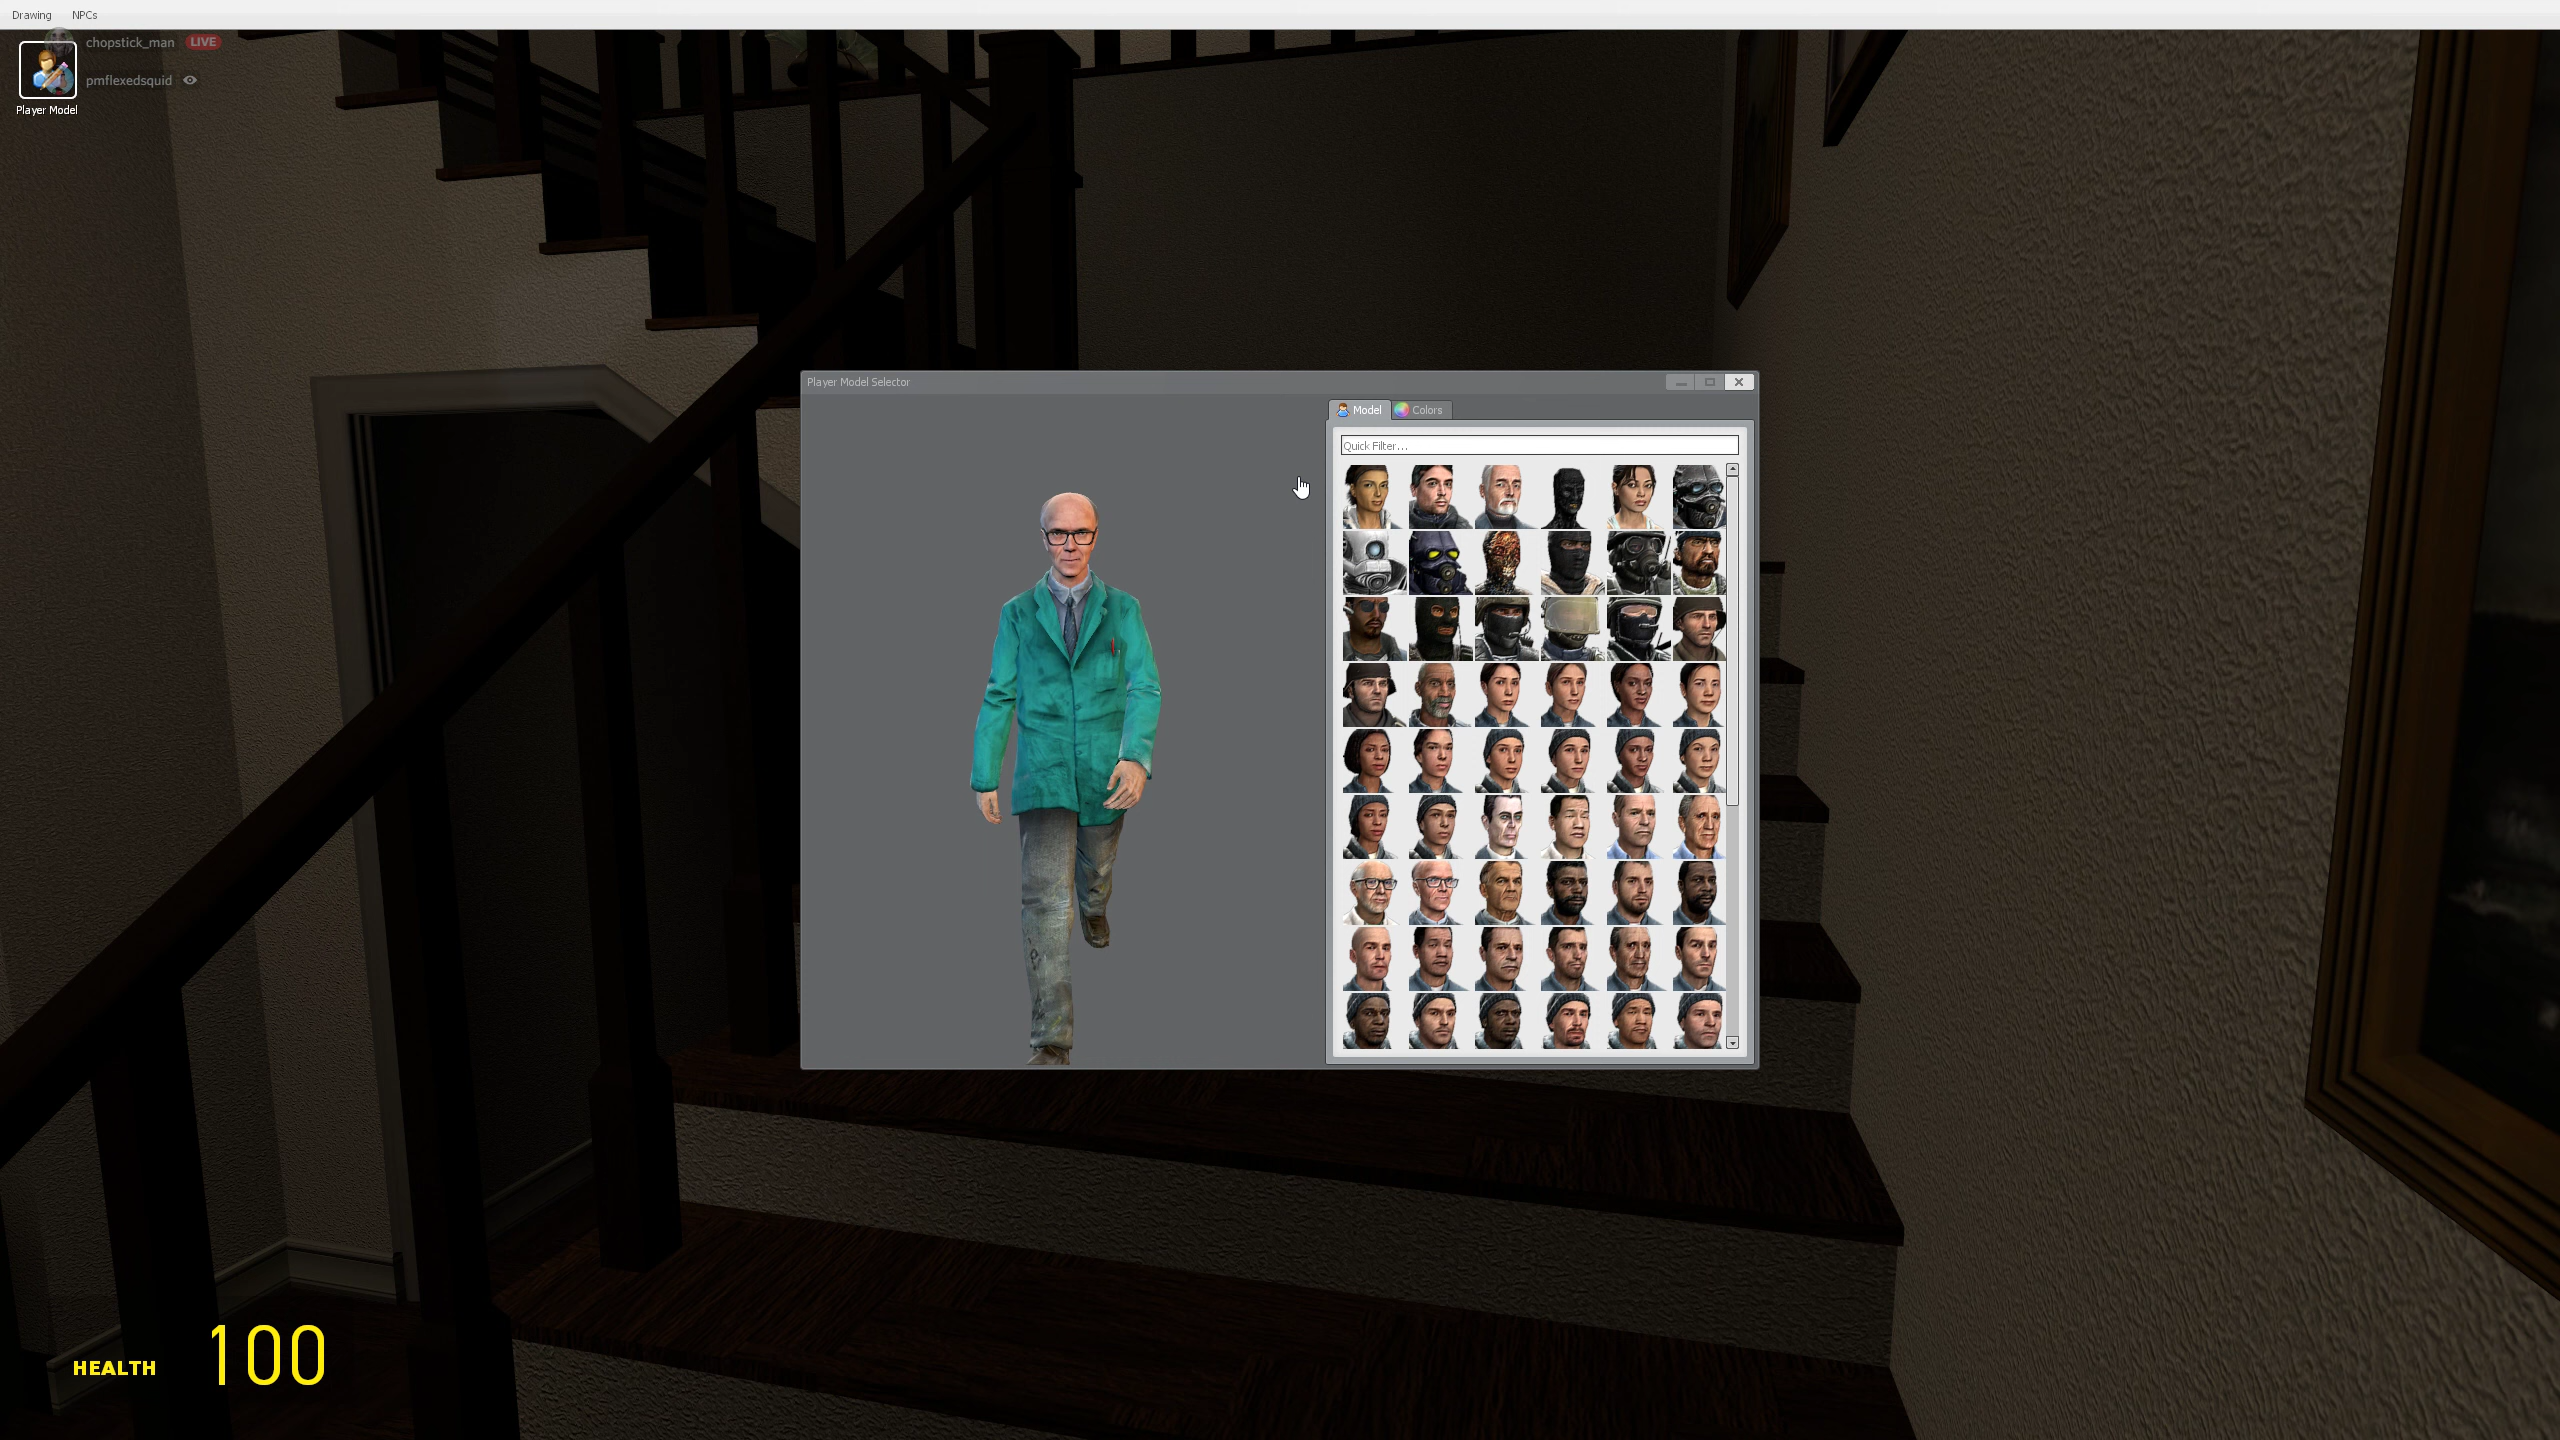 Drawing NPCs
chopstick_man LIVE
pmflexedsquid
Player Model
Player Model Selector
Model Colors
Quick Filter...
HEALTH 100